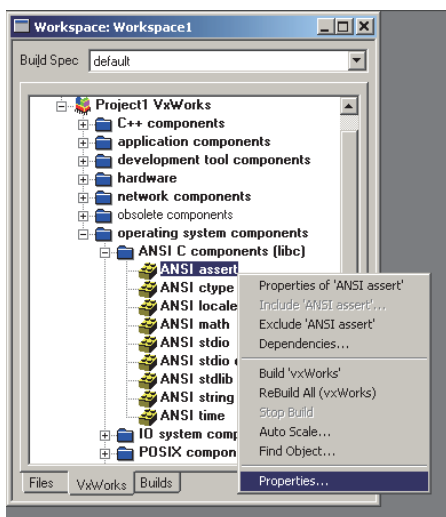 Workspace: Workspace1
Build Spec default
Project1 VxWorks
C++ components
application components
development tool components
hardware
network components
obsolete components
operating system components
ANSI C components (libc)
ANSI assert
ANSI ctype
ANSI locale
ANSI math
ANSI stdio
ANSI stdio
ANSI stdlib
ANSI string
ANSI time
IO system comp
POSIX compon
Properties of 'ANSI assert'
Include 'ANSI assert'...
Exclude 'ANSI assert'
Dependencies...
Build 'vxWorks'
ReBuild All (vxWorks)
Stop Build
Auto Scale...
Find Object...
Properties...
Files VxWorks Builds